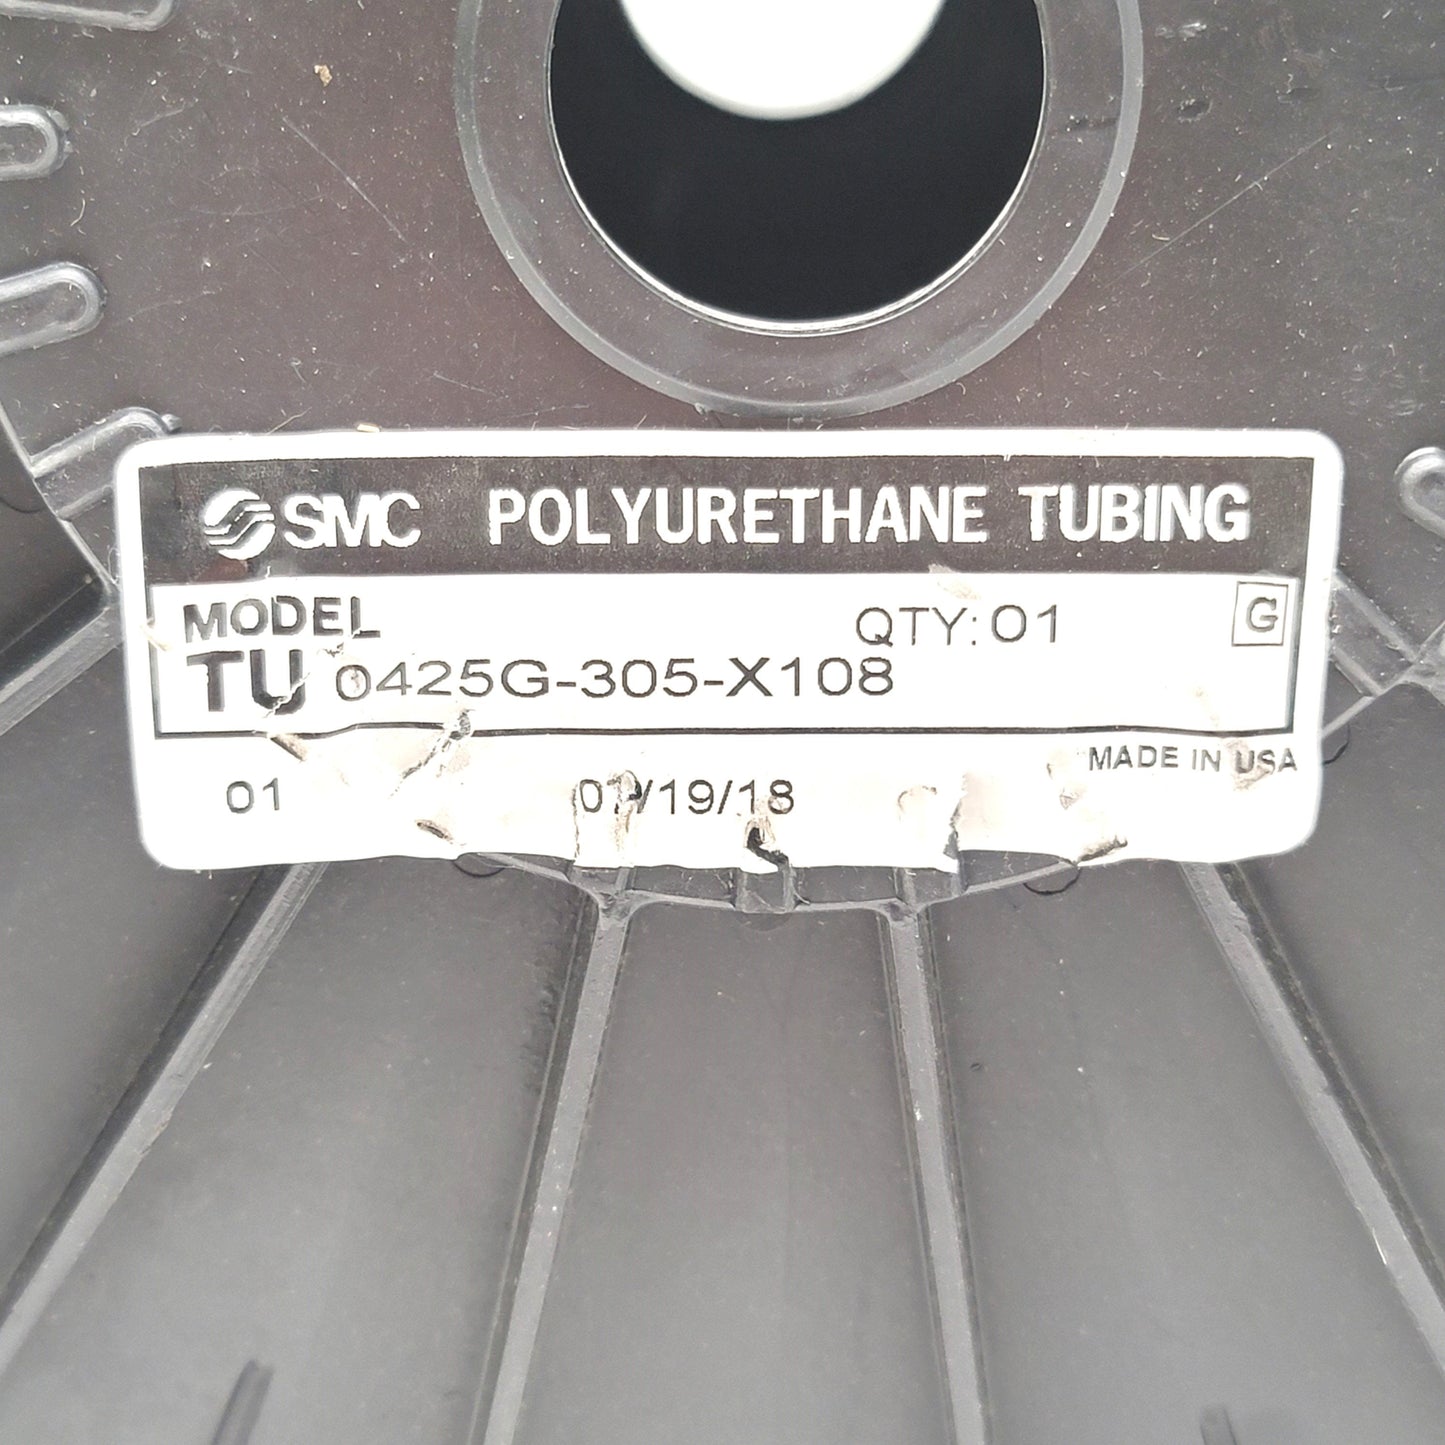 SMC POLYURETHANE TUBING
MODEL QTY: 01 G
TU 0425G-305-X108
MADE IN USA
01 /19/18